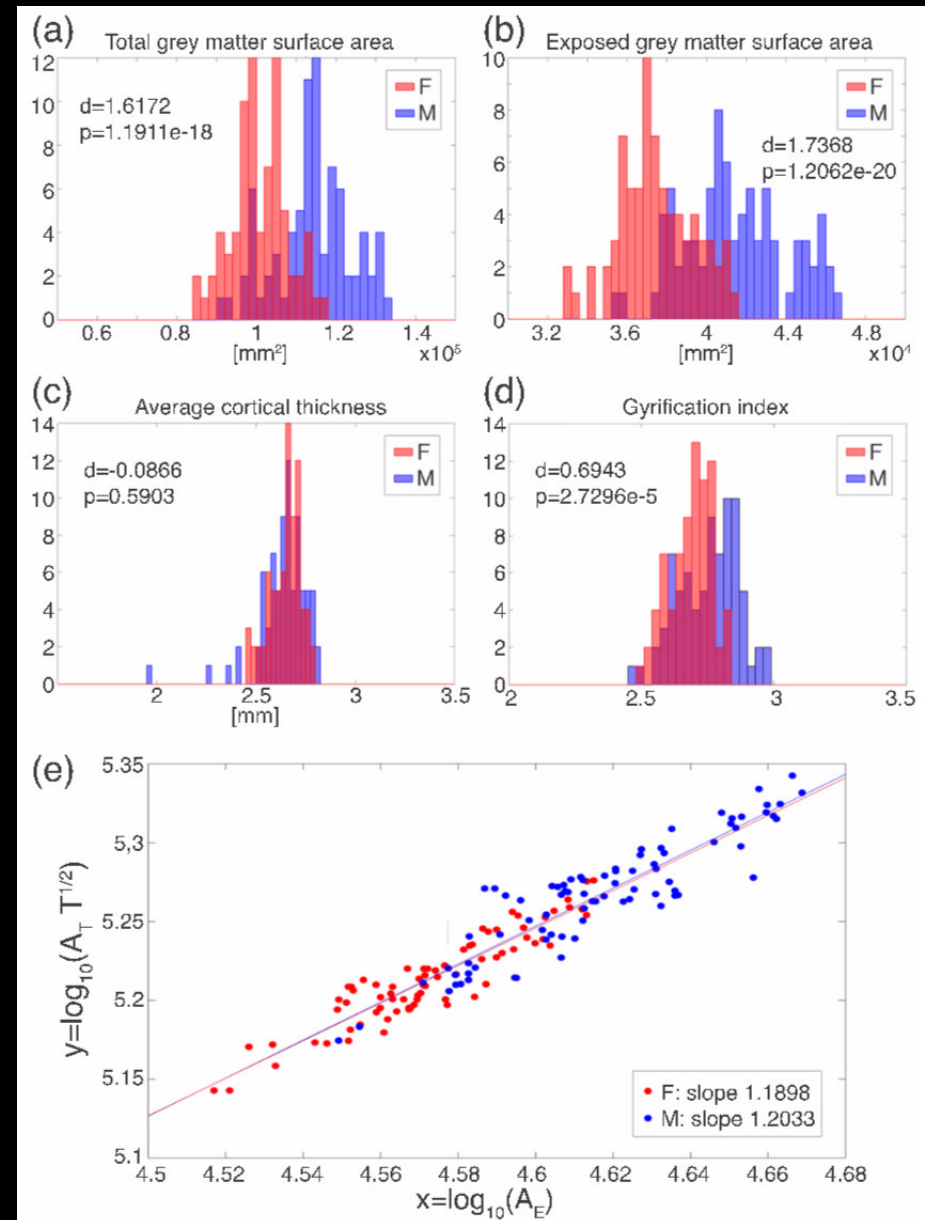 (a)
Total grey matter surface area
12
10
8
6
4
2
0
d=1.6172
p=1.1911e-18
F
M
0.6
0.8
1
1.2
1.4
[mm²]
x10⁵
(b)
Exposed grey matter surface area
10
8
6
4
2
0
F
M
d=1.7368
p=1.2062e-20
3.2
3.6
4
4.4
4.8
[mm²]
x10⁴
(c)
Average cortical thickness
14
12
10
8
6
4
2
0
d=-0.0866
p=0.5903
F
M
2
2.5
3
3.5
[mm]
(d)
Gyrification index
14
12
10
8
6
4
2
0
d=0.6943
p=2.7296e-5
F
M
2
2.5
3
3.5
(e)
5.35
5,3
5.25
5.2
5.15
5.1
y=log₁₀(A_T T^1/2)
F: slope 1.1898
M: slope 1.2033
4.5
4.52
4.54
4.56
4.58
4.6
4.62
4.64
4.66
4.68
x=log₁₀(A_E)